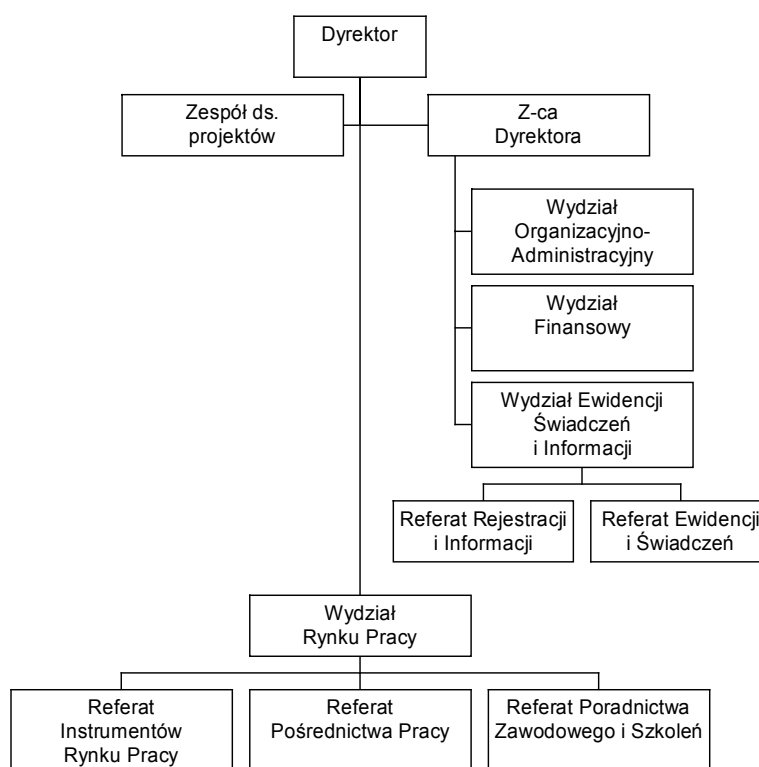 Dyrektor
Zespół ds.
projektów
Z-ca
Dyrektora
Wydział
Organizacyjno-
Administracyjny
Wydział
Finansowy
Wydział Ewidencji
Świadczeń
i Informacji
Referat Rejestracji
i Informacji
Referat Ewidencji
i Świadczeń
Wydział
Rynku Pracy
Referat
Instrumentów
Rynku Pracy
Referat
Pośrednictwa Pracy
Referat Poradnictwa
Zawodowego i Szkoleń